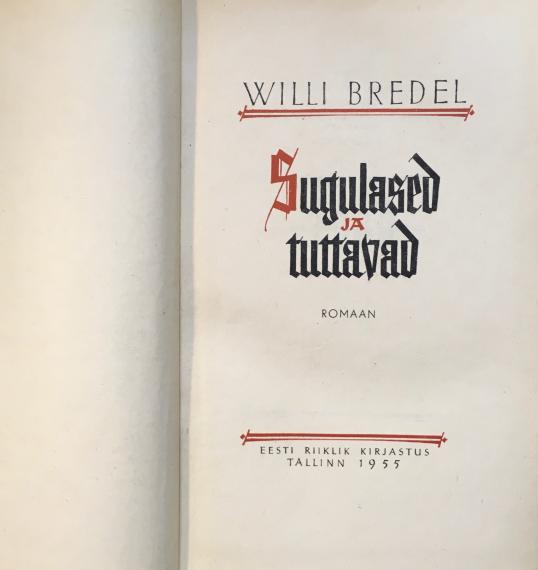 WILLI BREDEL
Sugulased
JA
tuttavad
ROMAAN
EESTI RIIKLIK KIRJASTUS
TALLINN 1955